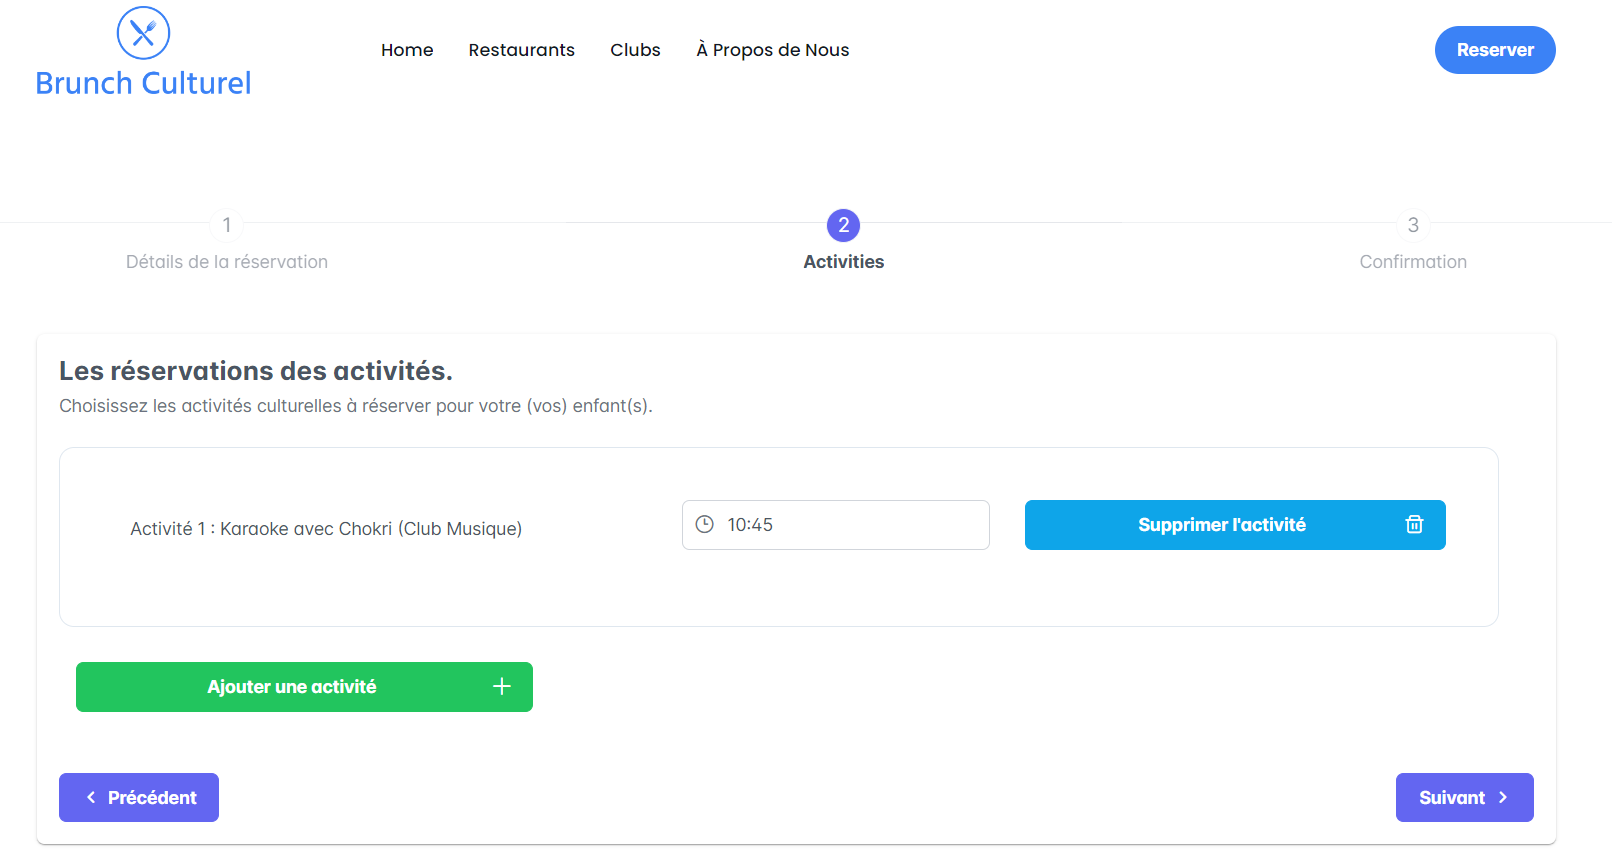 Brunch Culturel
Home Restaurants Clubs À Propos de Nous
Reserver
1 2 3
Détails de la réservation Activities Confirmation
Les réservations des activités.
Choisissez les activités culturelles à réserver pour votre (vos) enfant(s).
Activité 1 : Karaoke avec Chokri (Club Musique) 10:45 Supprimer l'activité
Ajouter une activité
Précédent Suivant